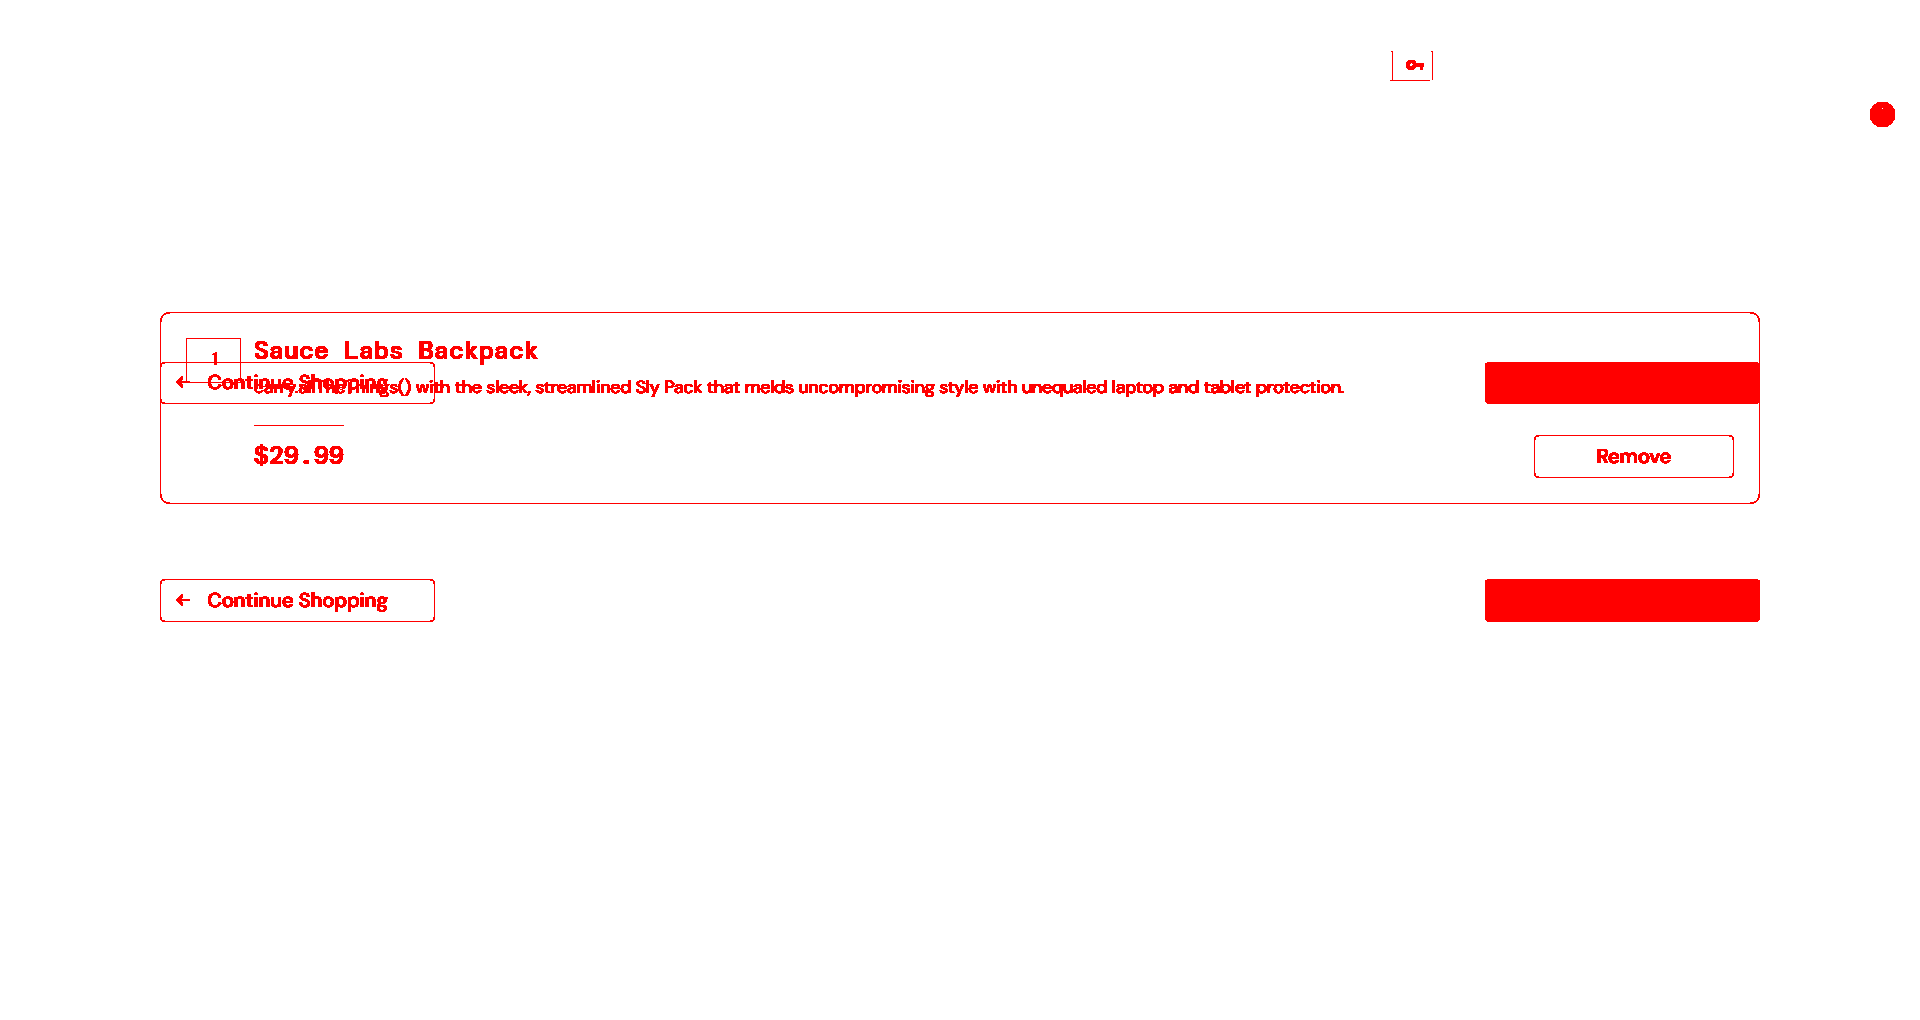 Sauce Labs Backpack
1
← Continue Shopping
carry.allTheThings() with the sleek, streamlined Sly Pack that melds uncompromising style with unequaled laptop and tablet protection.
$29.99
Remove
← Continue Shopping